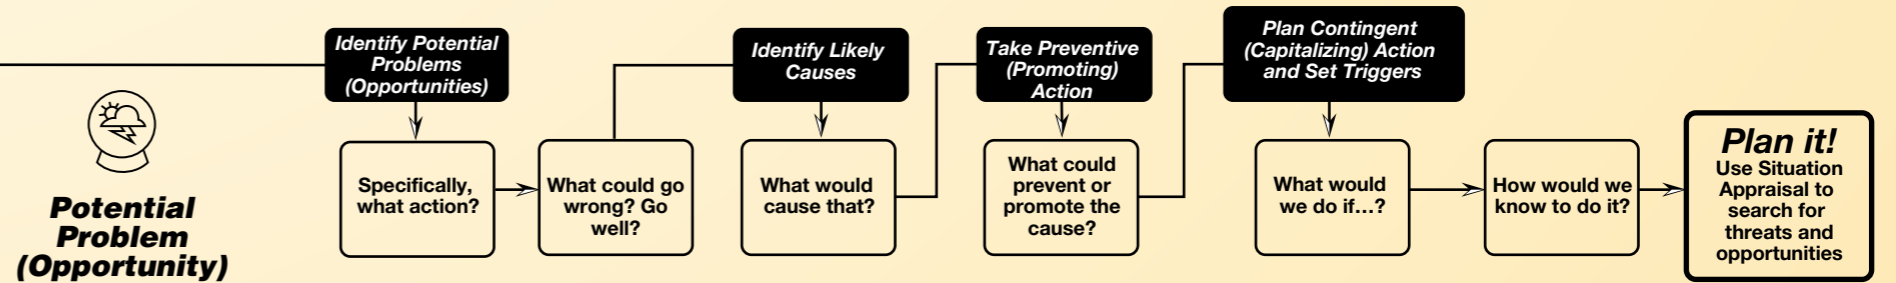 Potential
Problem
(Opportunity)
Identify Potential
Problems
(Opportunities)
Specifically,
what action?
What could go
wrong? Go
well?
Identify Likely
Causes
What would
cause that?
Take Preventive
(Promoting)
Action
What could
prevent or
promote the
cause?
Plan Contingent
(Capitalizing) Action
and Set Triggers
What would
we do if...?
How would we
know to do it?
Plan it!
Use Situation
Appraisal to
search for
threats and
opportunities